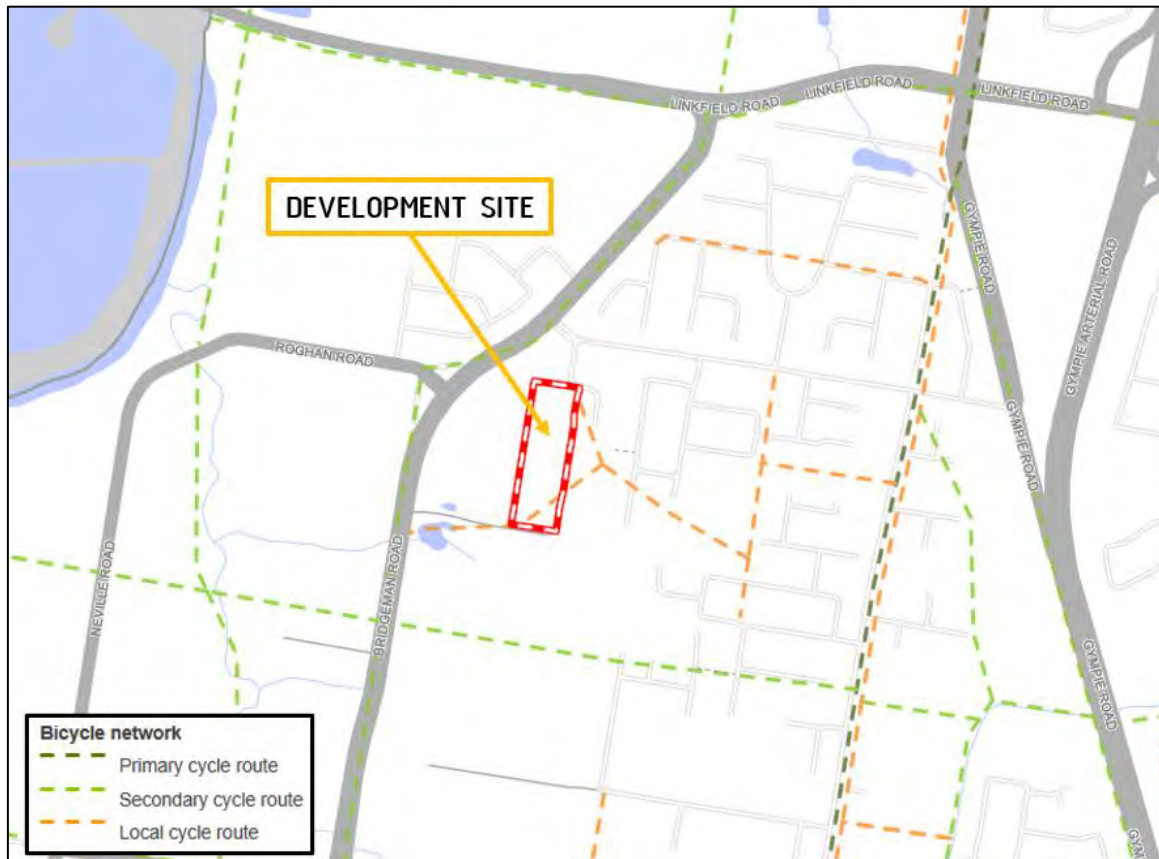 LINKFIELD ROAD
LINKFIELD ROAD
LINKFIELD ROAD
DEVELOPMENT SITE
GYMPIE ROAD
GYMPIE ARTERIAL ROAD
ROGHAN ROAD
GYMPIE ROAD
NEVILLE ROAD
BRIDGEMAN ROAD
GYMPIE ROAD
Bicycle network
Primary cycle route
Secondary cycle route
Local cycle route
GYM